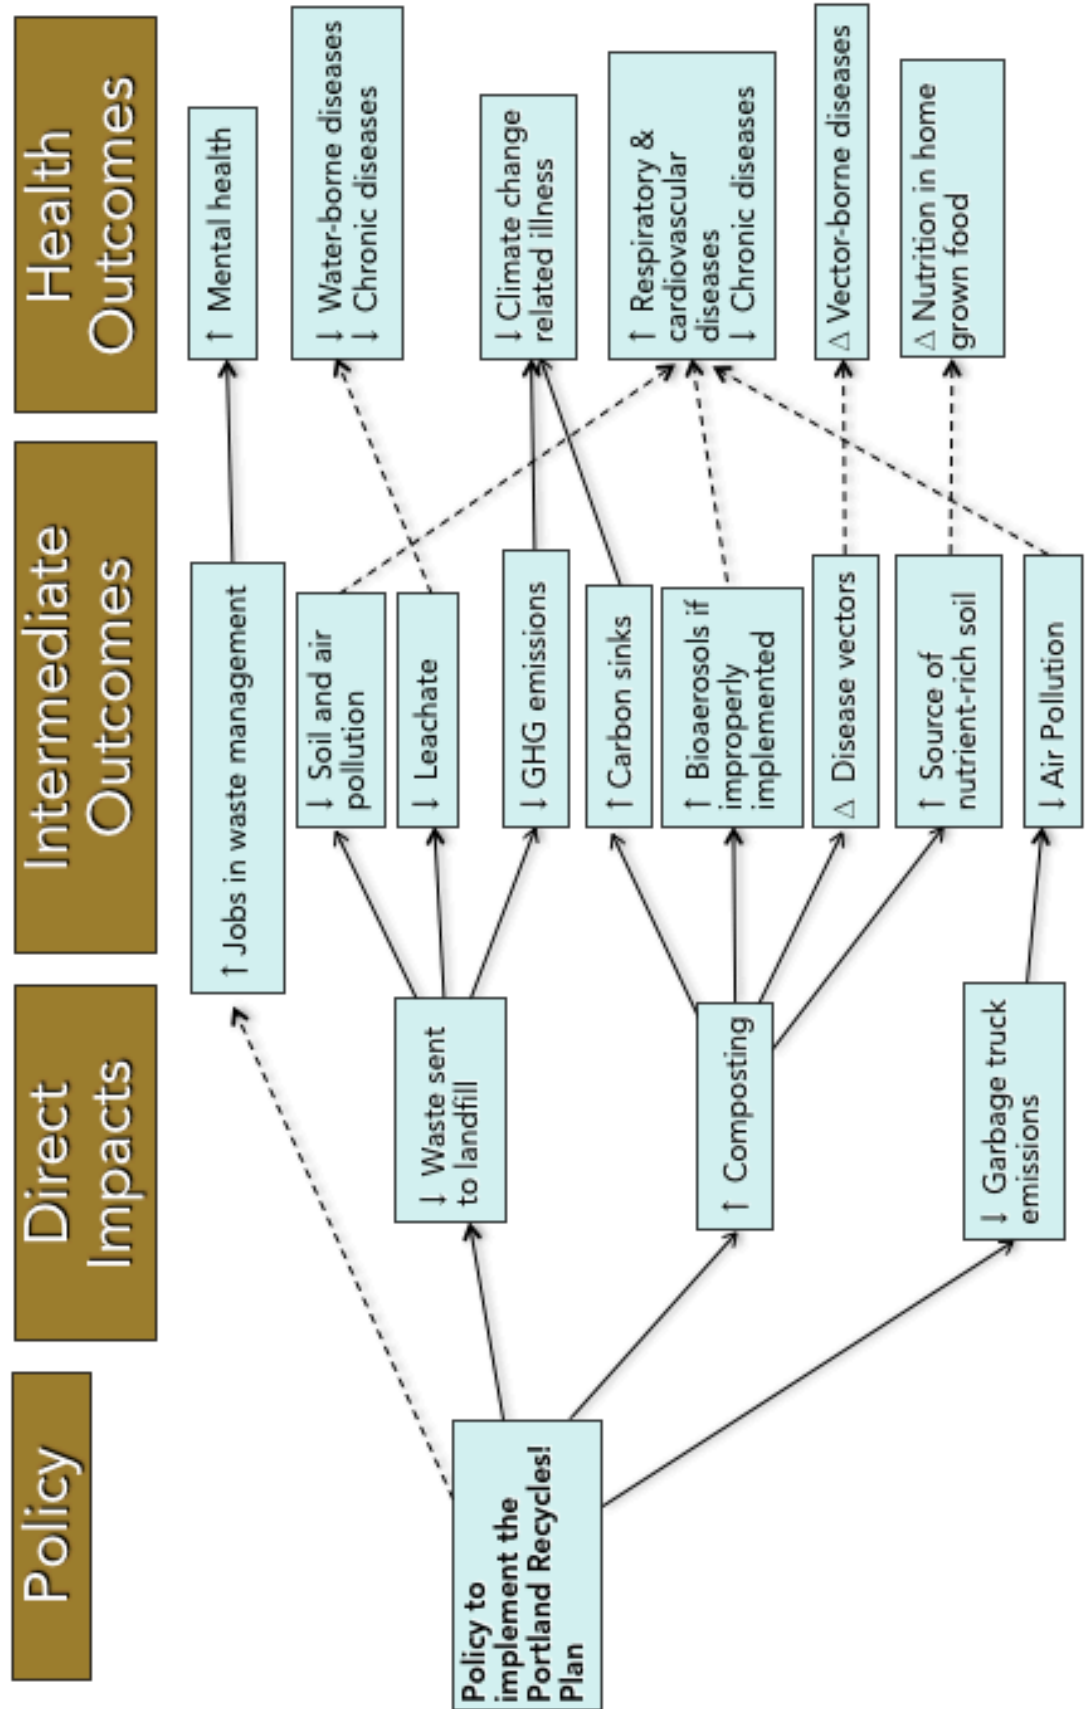 Policy
Direct
Impacts
Intermediate
Outcomes
Health
Outcomes
Policy to
implement the
Portland Recycles!
Plan
↓ Waste sent
to landfill
↑ Composting
↓ Garbage truck
emissions
↑ Jobs in waste management
↓ Soil and air
pollution
↓ Leachate
↓ GHG emissions
↑ Carbon sinks
↑ Bioaerosols if
improperly
implemented
△ Disease vectors
↑ Source of
nutrient-rich soil
↓ Air Pollution
↑ Mental health
↓ Water-borne diseases
↓ Chronic diseases
↓ Climate change
related illness
↑ Respiratory &
cardiovascular
diseases
↓ Chronic diseases
△ Vector-borne diseases
△ Nutrition in home
grown food